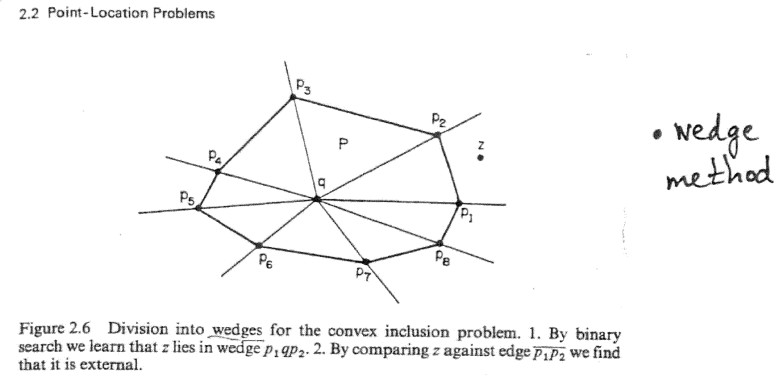 2.2 Point-Location Problems
P3
P2
z
P
P4
q
P5
P1
P6
P7
P8
• wedge
method
Figure 2.6 Division into wedges for the convex inclusion problem. 1. By binary
search we learn that z lies in wedge p1qp2. 2. By comparing z against edge p1p2 we find
that it is external.